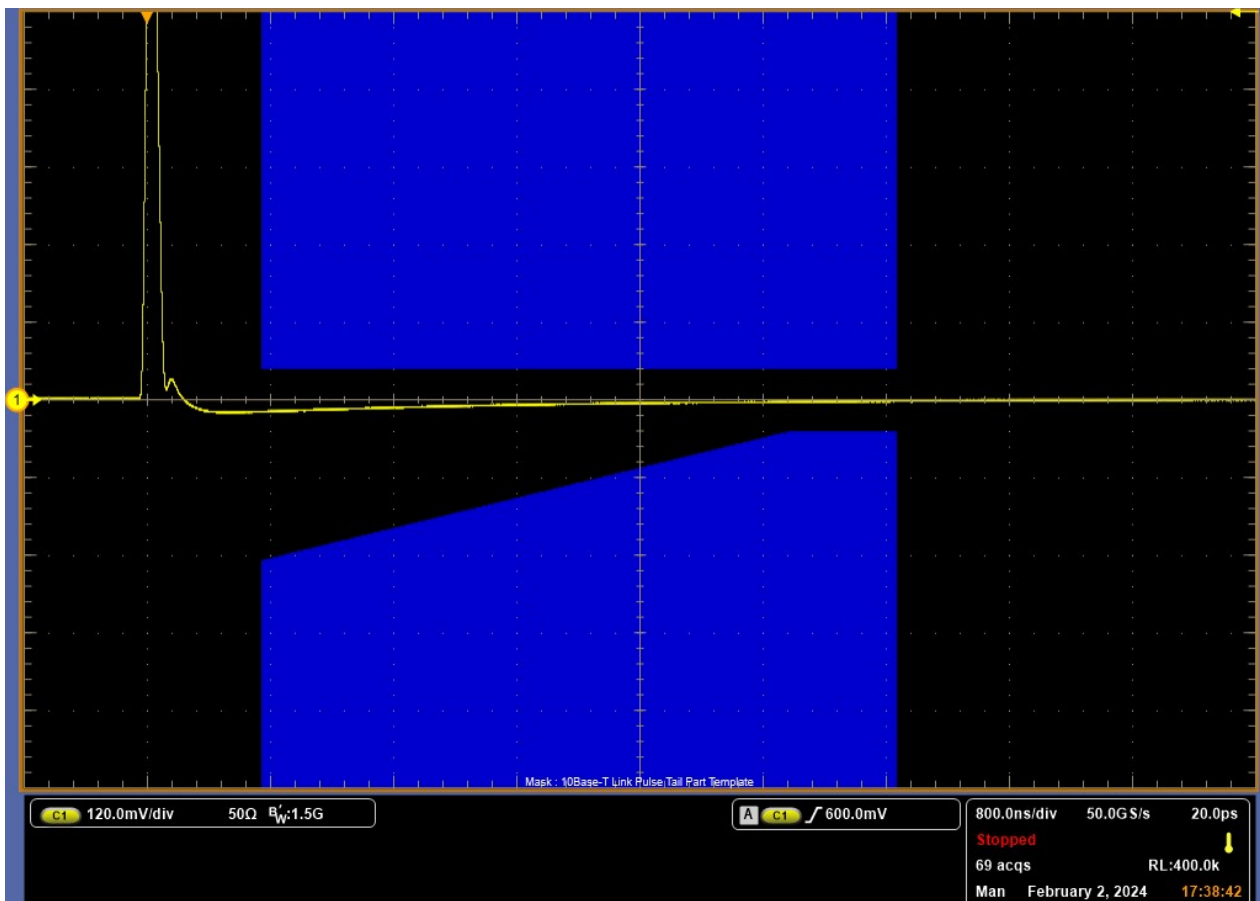 1
Mask : 10Base-T Link Pulse Tail Part Template
C1 120.0mV/div 50Ω B'W:1.5G
A C1 600.0mV
800.0ns/div 50.0GS/s 20.0ps
Stopped
69 acqs RL:400.0k
Man February 2, 2024 17:38:42